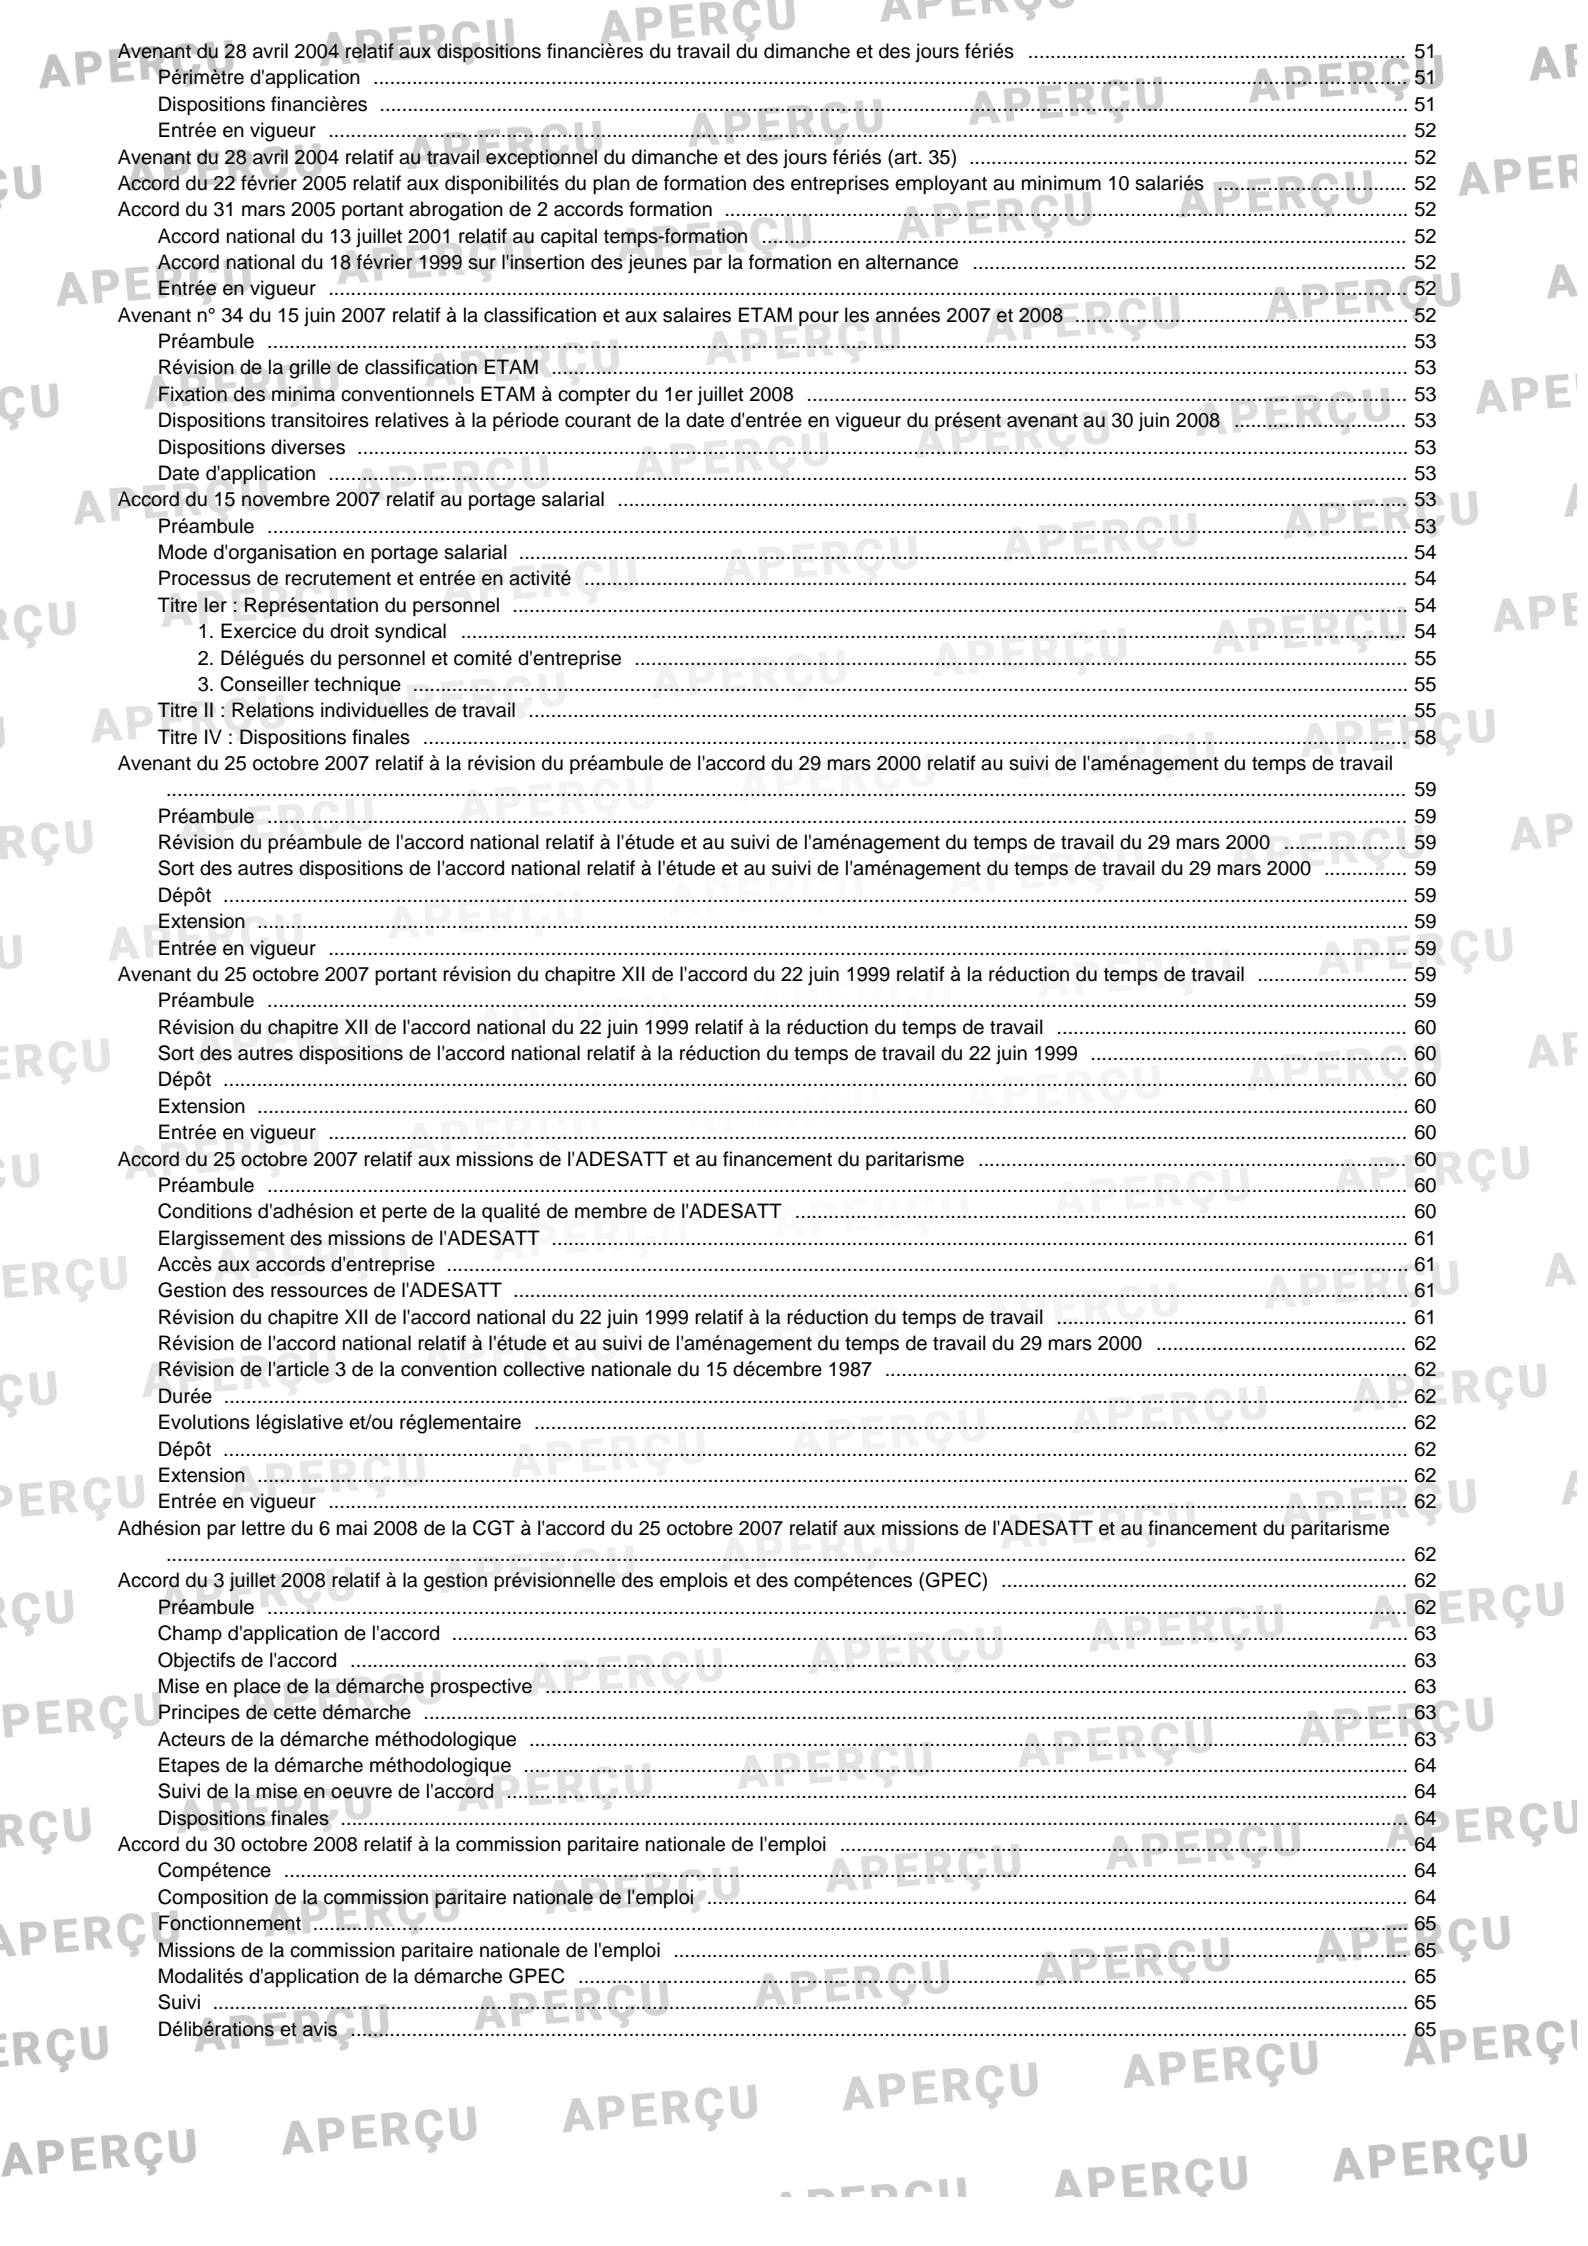 Avenant du 28 avril 2004 relatif aux dispositions financières du travail du dimanche et des jours fériés 51
Périmètre d'application 51
Dispositions financières 51
Entrée en vigueur 52
Avenant du 28 avril 2004 relatif au travail exceptionnel du dimanche et des jours fériés (art. 35) 52
Accord du 22 février 2005 relatif aux disponibilités du plan de formation des entreprises employant au minimum 10 salariés 52
Accord du 31 mars 2005 portant abrogation de 2 accords formation 52
Accord national du 13 juillet 2001 relatif au capital temps-formation 52
Accord national du 18 février 1999 sur l'insertion des jeunes par la formation en alternance 52
Entrée en vigueur 52
Avenant n° 34 du 15 juin 2007 relatif à la classification et aux salaires ETAM pour les années 2007 et 2008 52
Préambule 53
Révision de la grille de classification ETAM 53
Fixation des minima conventionnels ETAM à compter du 1er juillet 2008 53
Dispositions transitoires relatives à la période courant de la date d'entrée en vigueur du présent avenant au 30 juin 2008 53
Dispositions diverses 53
Date d'application 53
Accord du 15 novembre 2007 relatif au portage salarial 53
Préambule 53
Mode d'organisation en portage salarial 54
Processus de recrutement et entrée en activité 54
Titre Ier : Représentation du personnel 54
1. Exercice du droit syndical 54
2. Délégués du personnel et comité d'entreprise 55
3. Conseiller technique 55
Titre II : Relations individuelles de travail 55
Titre IV : Dispositions finales 58
Avenant du 25 octobre 2007 relatif à la révision du préambule de l'accord du 29 mars 2000 relatif au suivi de l'aménagement du temps de travail
59
Préambule 59
Révision du préambule de l'accord national relatif à l'étude et au suivi de l'aménagement du temps de travail du 29 mars 2000 59
Sort des autres dispositions de l'accord national relatif à l'étude et au suivi de l'aménagement du temps de travail du 29 mars 2000 59
Dépôt 59
Extension 59
Entrée en vigueur 59
Avenant du 25 octobre 2007 portant révision du chapitre XII de l'accord du 22 juin 1999 relatif à la réduction du temps de travail 59
Préambule 59
Révision du chapitre XII de l'accord national du 22 juin 1999 relatif à la réduction du temps de travail 60
Sort des autres dispositions de l'accord national relatif à la réduction du temps de travail du 22 juin 1999 60
Dépôt 60
Extension 60
Entrée en vigueur 60
Accord du 25 octobre 2007 relatif aux missions de l'ADESATT et au financement du paritarisme 60
Préambule 60
Conditions d'adhésion et perte de la qualité de membre de l'ADESATT 60
Elargissement des missions de l'ADESATT 61
Accès aux accords d'entreprise 61
Gestion des ressources de l'ADESATT 61
Révision du chapitre XII de l'accord national du 22 juin 1999 relatif à la réduction du temps de travail 61
Révision de l'accord national relatif à l'étude et au suivi de l'aménagement du temps de travail du 29 mars 2000 62
Révision de l'article 3 de la convention collective nationale du 15 décembre 1987 62
Durée 62
Evolutions législative et/ou réglementaire 62
Dépôt 62
Extension 62
Entrée en vigueur 62
Adhésion par lettre du 6 mai 2008 de la CGT à l'accord du 25 octobre 2007 relatif aux missions de l'ADESATT et au financement du paritarisme
62
Accord du 3 juillet 2008 relatif à la gestion prévisionnelle des emplois et des compétences (GPEC) 62
Préambule 62
Champ d'application de l'accord 63
Objectifs de l'accord 63
Mise en place de la démarche prospective 63
Principes de cette démarche 63
Acteurs de la démarche méthodologique 63
Etapes de la démarche méthodologique 64
Suivi de la mise en oeuvre de l'accord 64
Dispositions finales 64
Accord du 30 octobre 2008 relatif à la commission paritaire nationale de l'emploi 64
Compétence 64
Composition de la commission paritaire nationale de l'emploi 64
Fonctionnement 65
Missions de la commission paritaire nationale de l'emploi 65
Modalités d'application de la démarche GPEC 65
Suivi 65
Délibérations et avis 65
APERÇU